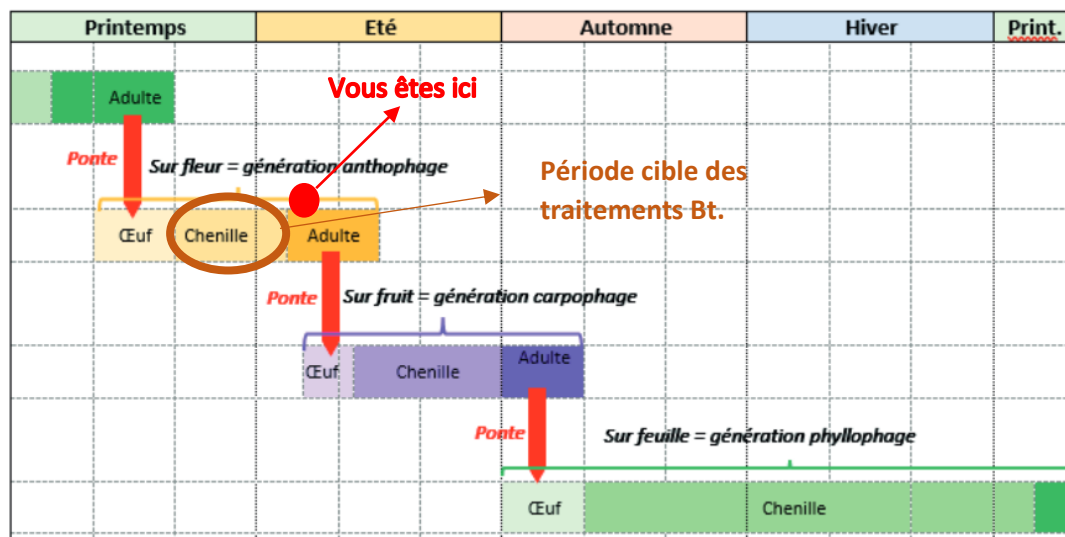 Printemps Eté Automne Hiver Print.
Adulte
Vous êtes ici
Ponte
Sur fleur = génération anthophage
Période cible des
traitements Bt.
Œuf Chenille Adulte
Ponte
Sur fruit = génération carpophage
Œuf Chenille Adulte
Ponte
Sur feuille = génération phyllophage
Œuf Chenille